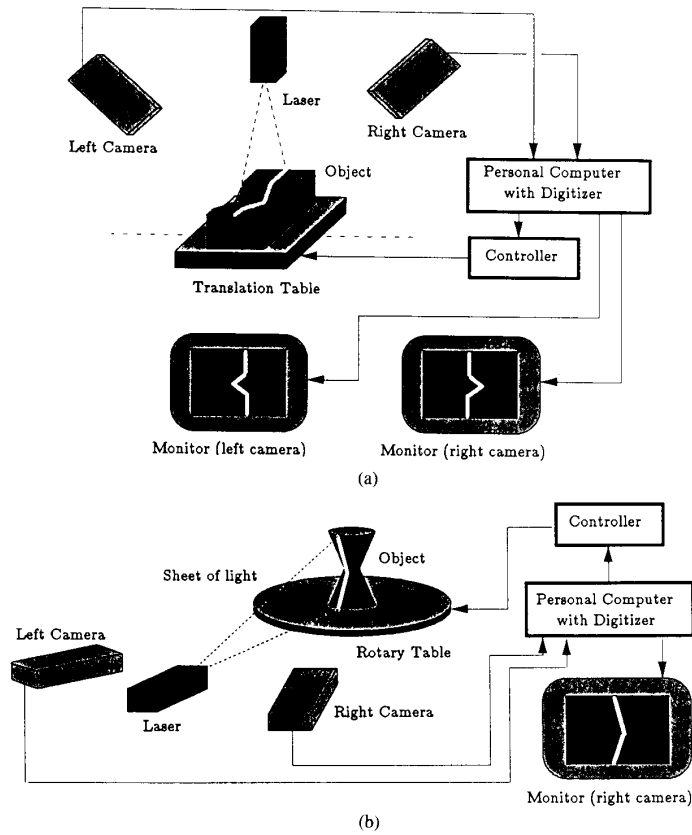 Laser
Left Camera
Right Camera
Object
Personal Computer
with Digitizer
Controller
Translation Table
Monitor (left camera)
Monitor (right camera)
(a)
Controller
Object
Sheet of light
Personal Computer
with Digitizer
Left Camera
Rotary Table
Laser
Right Camera
Monitor (right camera)
(b)